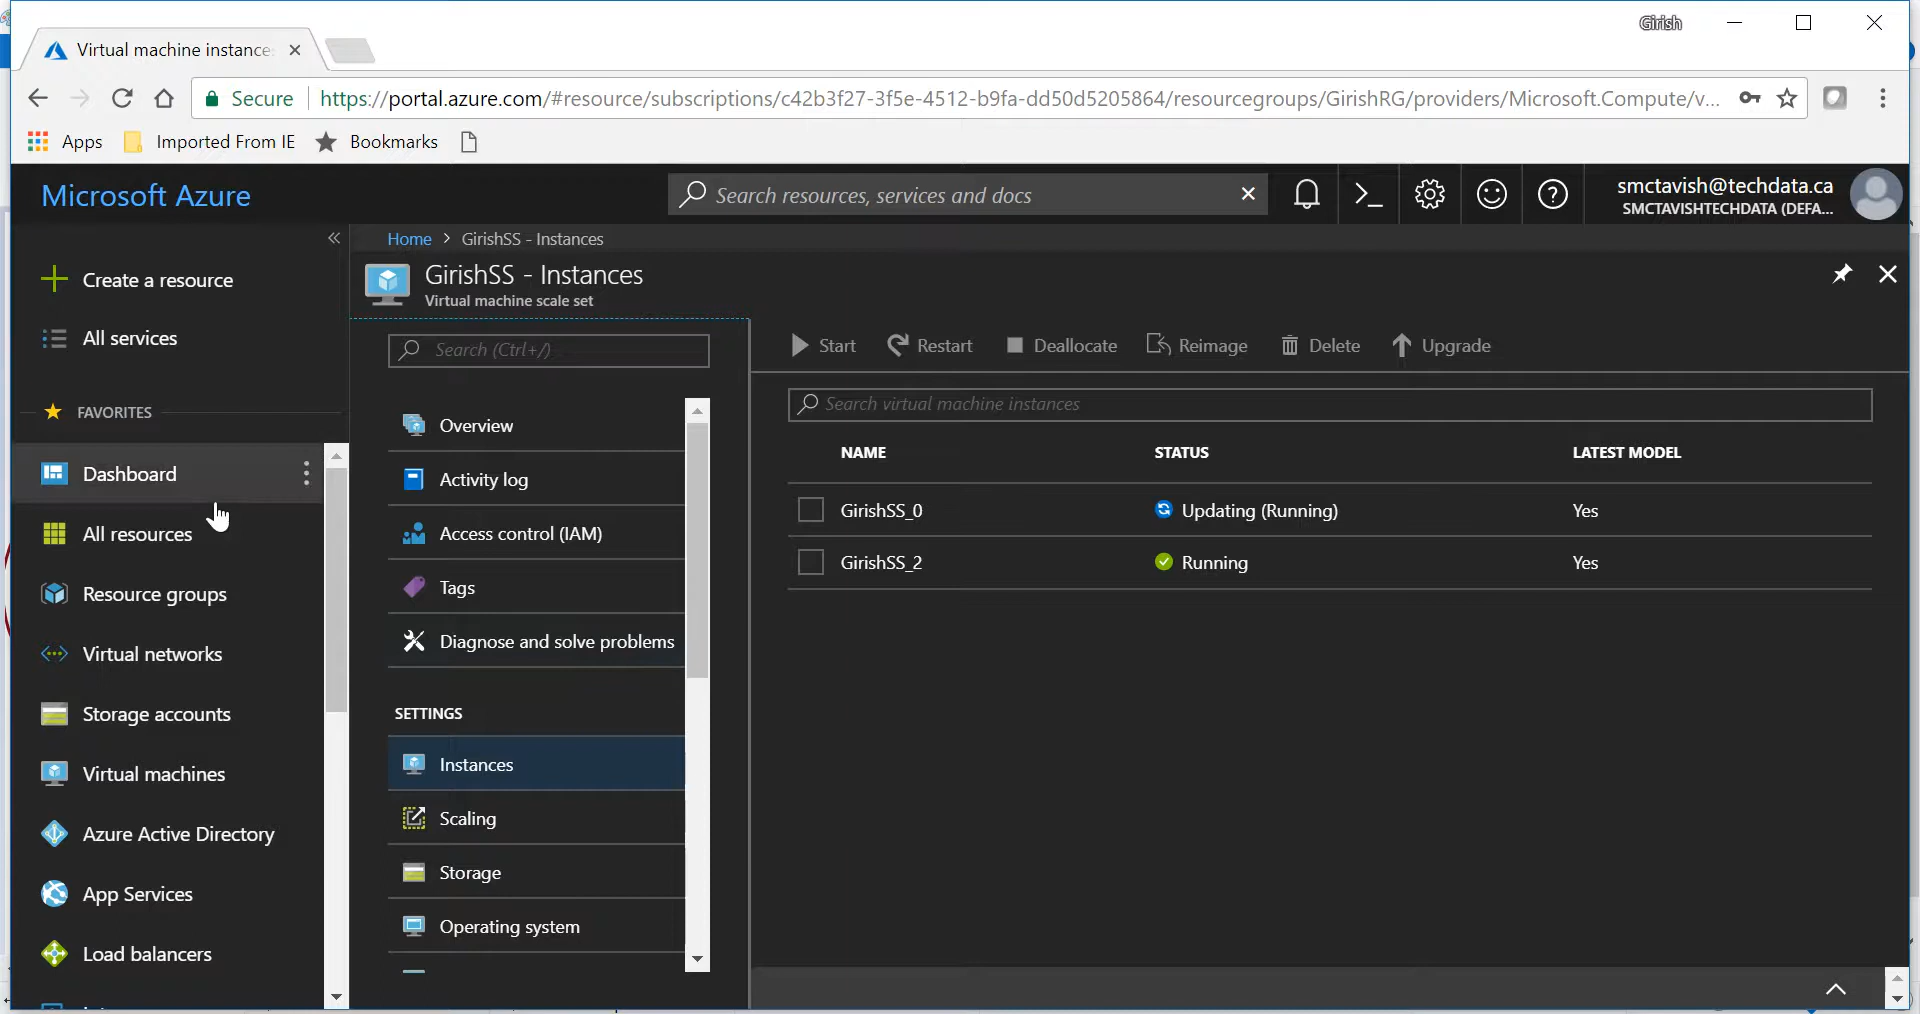 Girish
Virtual machine instance
Secure
https://portal.azure.com/#resource/subscriptions/c42b3f27-3f5e-4512-b9fa-dd50d5205864/resourcegroups/GirishRG/providers/Microsoft.Compute/v...
Apps
Imported From IE
Bookmarks
Microsoft Azure
Search resources, services and docs
smctavish@techdata.ca
SMCTAVISHTECHDATA (DEFA...
Home > GirishSS - Instances
Create a resource
All services
FAVORITES
Dashboard
All resources
Resource groups
Virtual networks
Storage accounts
Virtual machines
Azure Active Directory
App Services
Load balancers
GirishSS - Instances
Virtual machine scale set
Search (Ctrl+/)
Overview
Activity log
Access control (IAM)
Tags
Diagnose and solve problems
SETTINGS
Instances
Scaling
Storage
Operating system
Start Restart Deallocate Reimage Delete Upgrade
Search virtual machine instances
NAME STATUS LATEST MODEL
GirishSS_0 Updating (Running) Yes
GirishSS_2 Running Yes